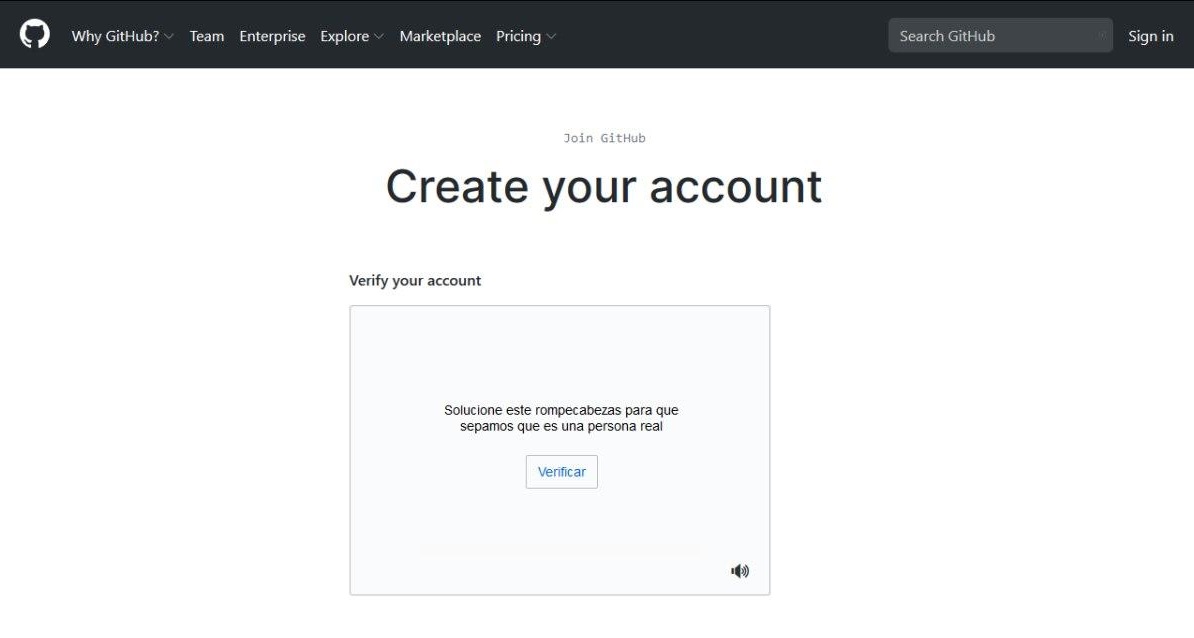 Why GitHub? Team Enterprise Explore Marketplace Pricing Search GitHub Sign in
Join GitHub
Create your account
Verify your account
Solucione este rompecabezas para que
sepamos que es una persona real
Verificar